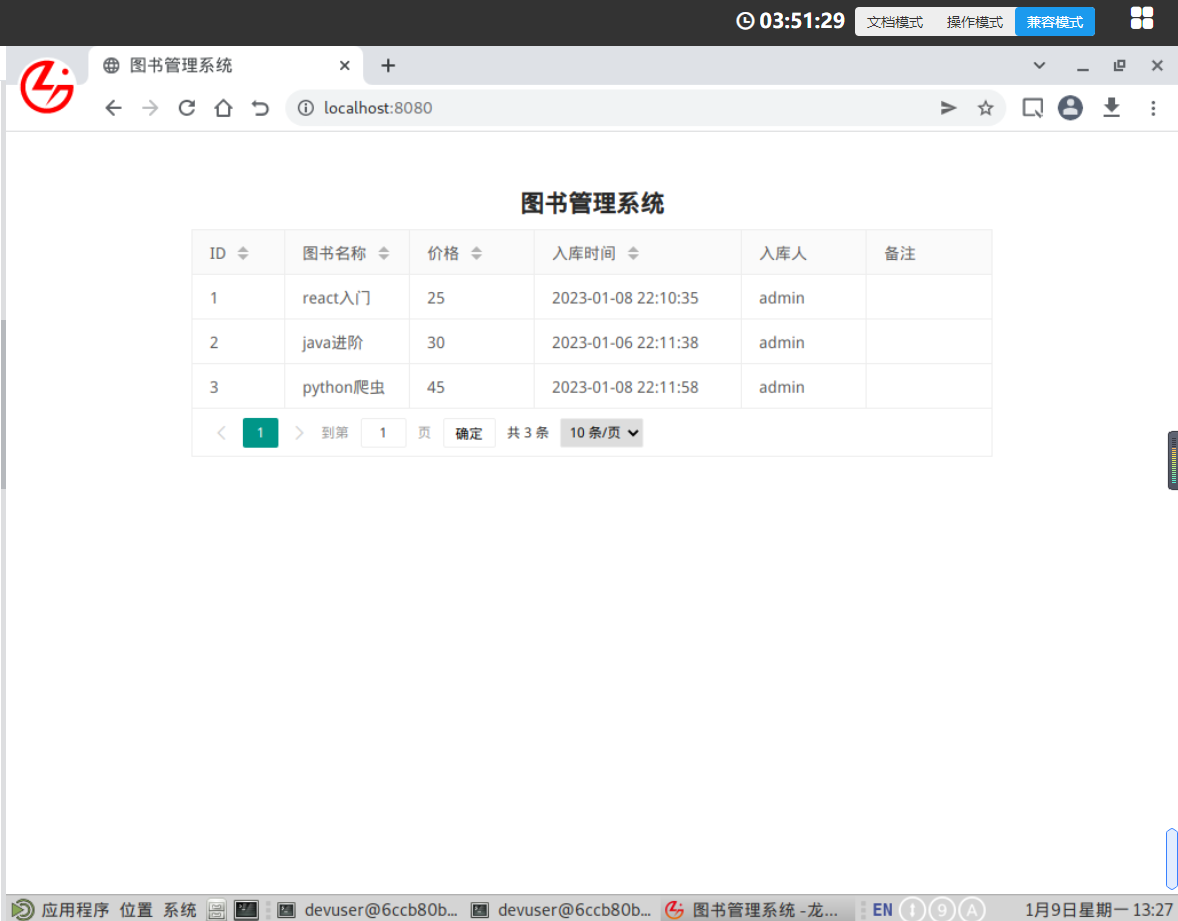 03:51:29 文档模式 操作模式 兼容模式
图书管理系统
localhost:8080
图书管理系统
ID 图书名称 价格 入库时间 入库人 备注
1 react入门 25 2023-01-08 22:10:35 admin
2 java进阶 30 2023-01-06 22:11:38 admin
3 python爬虫 45 2023-01-08 22:11:58 admin
1 到第 1 页 确定 共 3 条 10 条/页
应用程序 位置 系统 devuser@6ccb80b... devuser@6ccb80b... 图书管理系统 -龙... EN 9 A 1月9日星期一 13:27